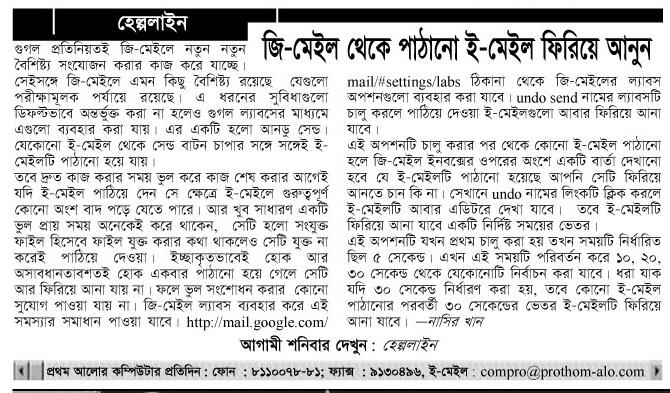 হেল্পলাইন
জি-মেইল থেকে পাঠানো ই-মেইল ফিরিয়ে আনুন
গুগল প্রতিনিয়তই জি-মেইলে নতুন নতুন
বৈশিষ্ট্য সংযোজন করার কাজ করে যাচ্ছে।
সেইসঙ্গে জি-মেইলে এমন কিছু বৈশিষ্ট্য রয়েছে যেগুলো
পরীক্ষামূলক পর্যায়ে রয়েছে। এ ধরনের সুবিধাগুলো
ডিফল্টভাবে অন্তর্ভুক্ত করা না হলেও গুগল ল্যাবসের মাধ্যমে
এগুলো ব্যবহার করা যায়। এর একটি হলো আনডু সেন্ড।
যেকোনো ই-মেইল থেকে সেন্ড বাটন চাপার সঙ্গে সঙ্গেই ই-
মেইলটি পাঠানো হয়ে যায়।
তবে দ্রুত কাজ করার সময় ভুল করে কাজ শেষ করার আগেই
যদি ই-মেইল পাঠিয়ে দেন সে ক্ষেত্রে ই-মেইলে গুরুত্বপূর্ণ
কোনো অংশ বাদ পড়ে যেতে পারে। আর খুব সাধারণ একটি
ভুল প্রায় সময় অনেকেই করে থাকেন, সেটি হলো সংযুক্ত
ফাইল হিসেবে ফাইল যুক্ত করার কথা থাকলেও সেটি যুক্ত না
করেই পাঠিয়ে দেওয়া। ইচ্ছাকৃতভাবেই হোক আর
অসাবধানতাবশতই হোক একবার পাঠানো হয়ে গেলে সেটি
আর ফিরিয়ে আনা যায় না। ফলে ভুল সংশোধন করার কোনো
সুযোগ পাওয়া যায় না। জি-মেইল ল্যাবস ব্যবহার করে এই
সমস্যার সমাধান পাওয়া যাবে। http://mail.google.com/
mail/#settings/labs ঠিকানা থেকে জি-মেইলের ল্যাবস
অপশনগুলো ব্যবহার করা যাবে। undo send নামের ল্যাবসটি
চালু করলে পাঠিয়ে দেওয়া ই-মেইলগুলো আবার ফিরিয়ে আনা
যাবে।
এই অপশনটি চালু করার পর থেকে কোনো ই-মেইল পাঠানো
হলে জি-মেইল ইনবক্সের ওপরের অংশে একটি বার্তা দেখানো
হবে যে ই-মেইলটি পাঠানো হয়েছে আপনি সেটি ফিরিয়ে
আনতে চান কি না। সেখানে undo নামের লিংকটি ক্লিক করলে
ই-মেইলটি আবার এডিটরে দেখা যাবে। তবে ই-মেইলটি
ফিরিয়ে আনা যাবে একটি নির্দিষ্ট সময়ের ভেতর।
এই অপশনটি যখন প্রথম চালু করা হয় তখন সময়টি নির্ধারিত
ছিল ৫ সেকেন্ড। এখন এই সময়টি পরিবর্তন করে ১০, ২০,
৩০ সেকেন্ড থেকে যেকোনোটি নির্বাচন করা যাবে। ধরা যাক
যদি ৩০ সেকেন্ড নির্ধারণ করা হয়, তবে কোনো ই-মেইল
পাঠানোর পরবর্তী ৩০ সেকেন্ডের ভেতর ই-মেইলটি ফিরিয়ে
আনা যাবে। —নাসির খান
আগামী শনিবার দেখুন : হেল্পলাইন
প্রথম আলোর কম্পিউটার প্রতিদিন : ফোন : ৮১১০০৭৮-৮১; ফ্যাক্স : ৯১৩০৪৯৬, ই-মেইল : compro@prothom-alo.com